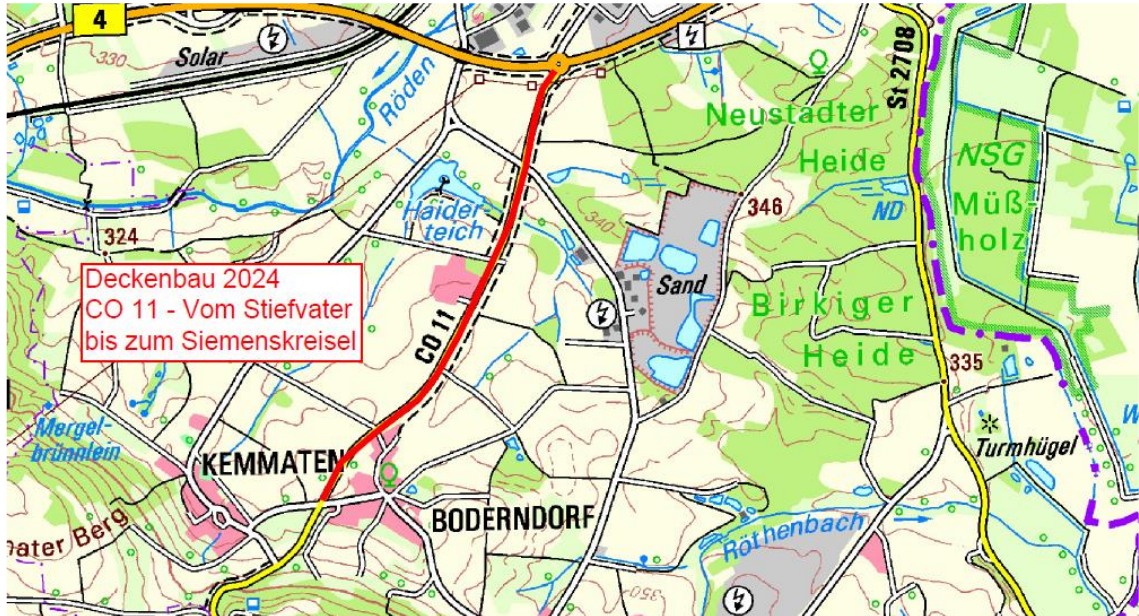 4
330
Solar
Röden
St 2708
Neustadter
Heide
NSG
Müß-
holz
ND
346
340
Haider-
teich
324
Deckenbau 2024
CO 11 - Vom Stiefvater
bis zum Siemenskreisel
CO 11
Sand
Birkiger
Heide
335
Turmhügel
W
Mergel-
brünnlein
KEMMATEN
BODERNDORF
nater Berg
Röthenbach
350